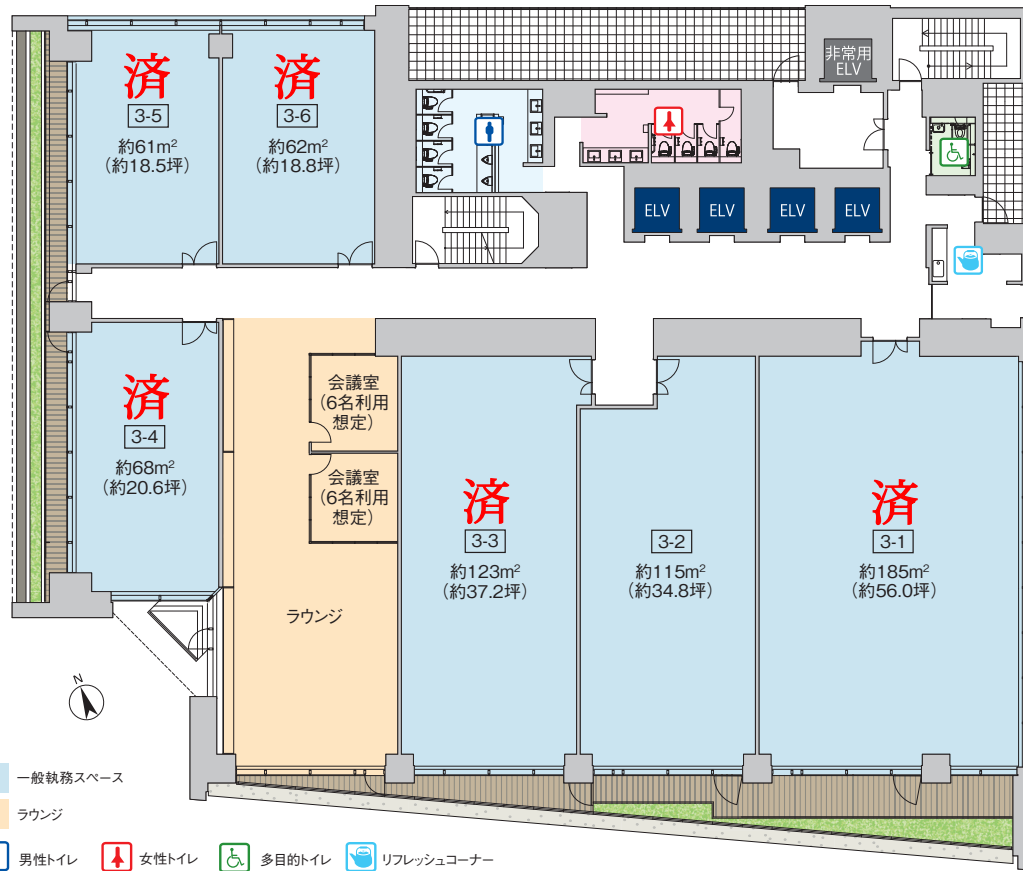 非常用
ELV
済
3-5
約61m²
（約18.5坪）
済
3-6
約62m²
（約18.8坪）
ELV
ELV
ELV
ELV
済
3-4
約68m²
（約20.6坪）
会議室
（6名利用
想定）
会議室
（6名利用
想定）
ラウンジ
済
3-3
約123m²
（約37.2坪）
3-2
約115m²
（約34.8坪）
済
3-1
約185m²
（約56.0坪）
N
一般執務スペース
ラウンジ
男性トイレ
女性トイレ
多目的トイレ
リフレッシュコーナー